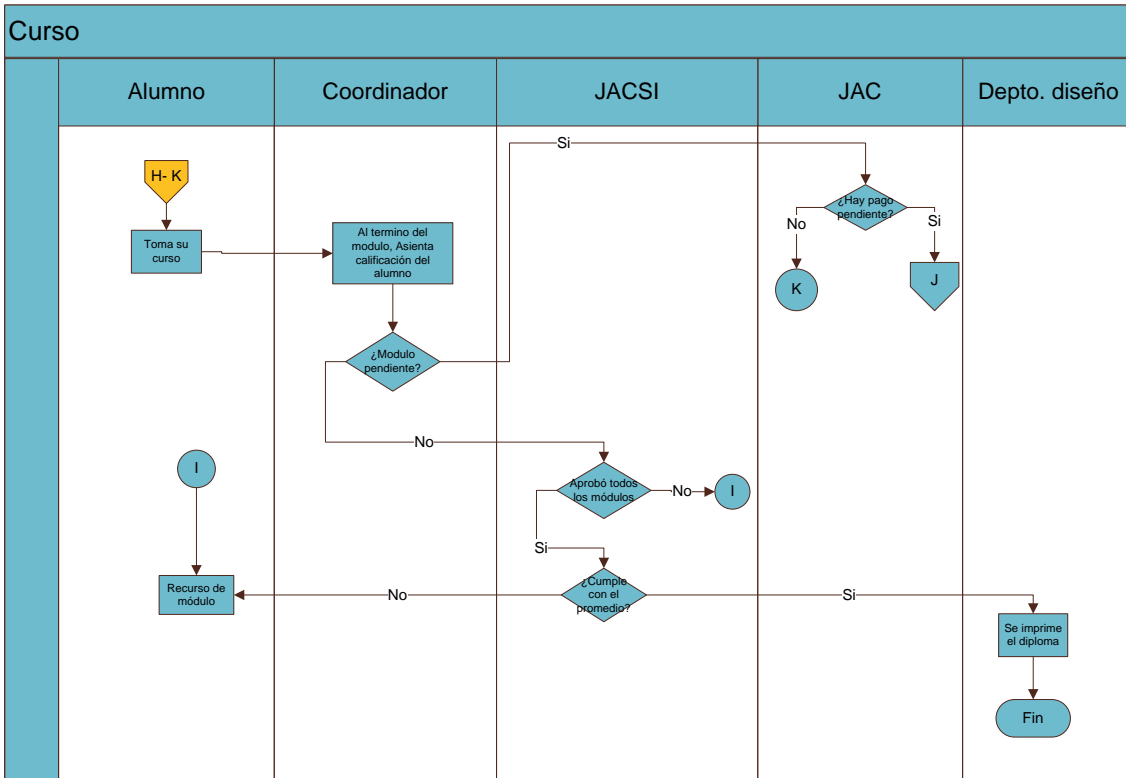 Curso
Alumno
Coordinador
JACSI
JAC
Depto. diseño
Si
H- K
¿Hay pago
pendiente?
No
Si
Toma su
curso
Al termino del
modulo, Asienta
calificación del
alumno
K
J
¿Modulo
pendiente?
No
I
Aprobó todos
los módulos
No
I
Si
Recurso de
módulo
No
¿Cumple
con el
promedio?
Si
Se imprime
el diploma
Fin